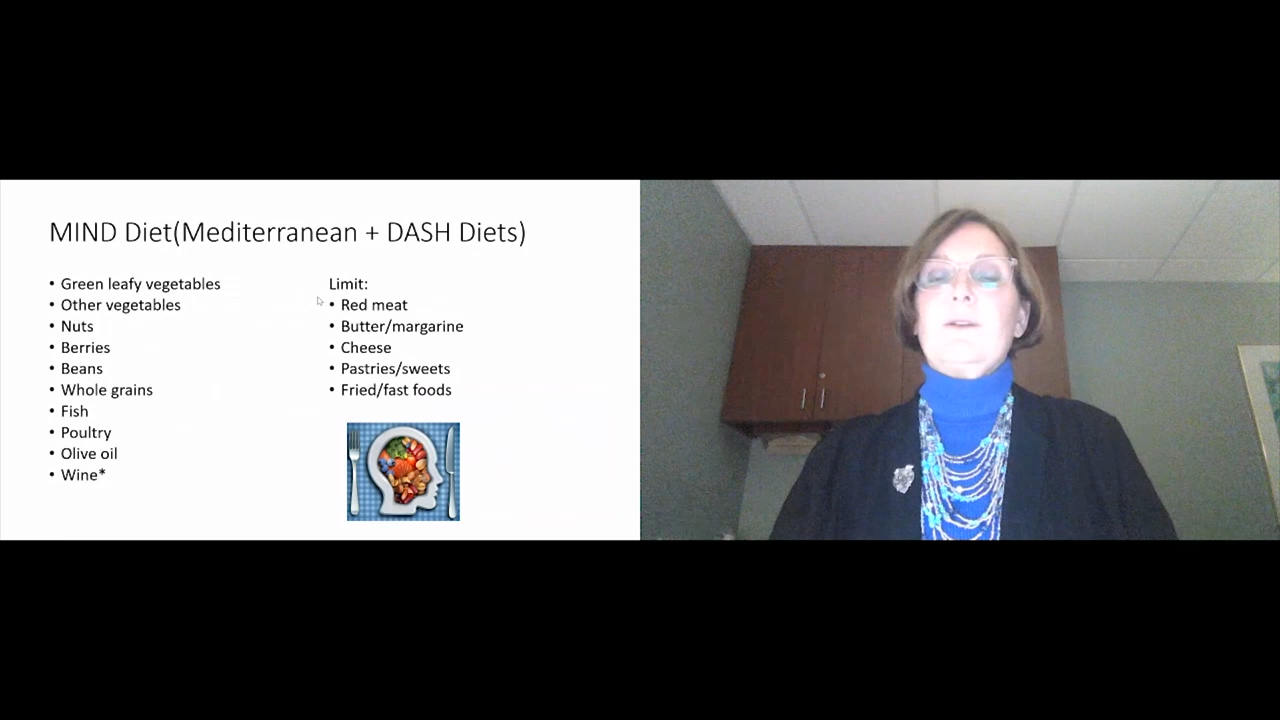 MIND Diet(Mediterranean + DASH Diets)
• Green leafy vegetables
• Other vegetables
• Nuts
• Berries
• Beans
• Whole grains
• Fish
• Poultry
• Olive oil
• Wine*
Limit:
• Red meat
• Butter/margarine
• Cheese
• Pastries/sweets
• Fried/fast foods